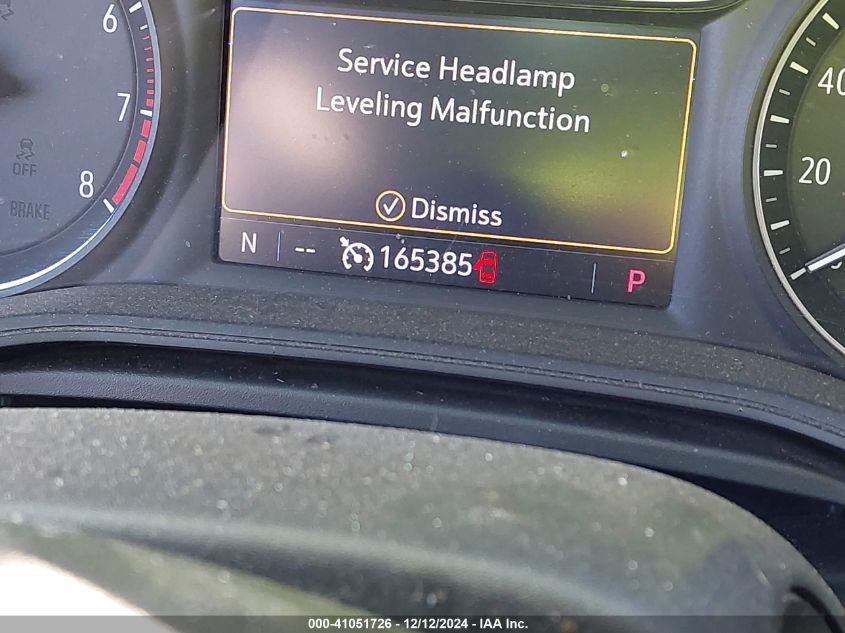 6
7
8
OFF
BRAKE
Service Headlamp
Leveling Malfunction
Dismiss
N -- 165385 P
40
20
000-41051726 - 12/12/2024 - IAA Inc.